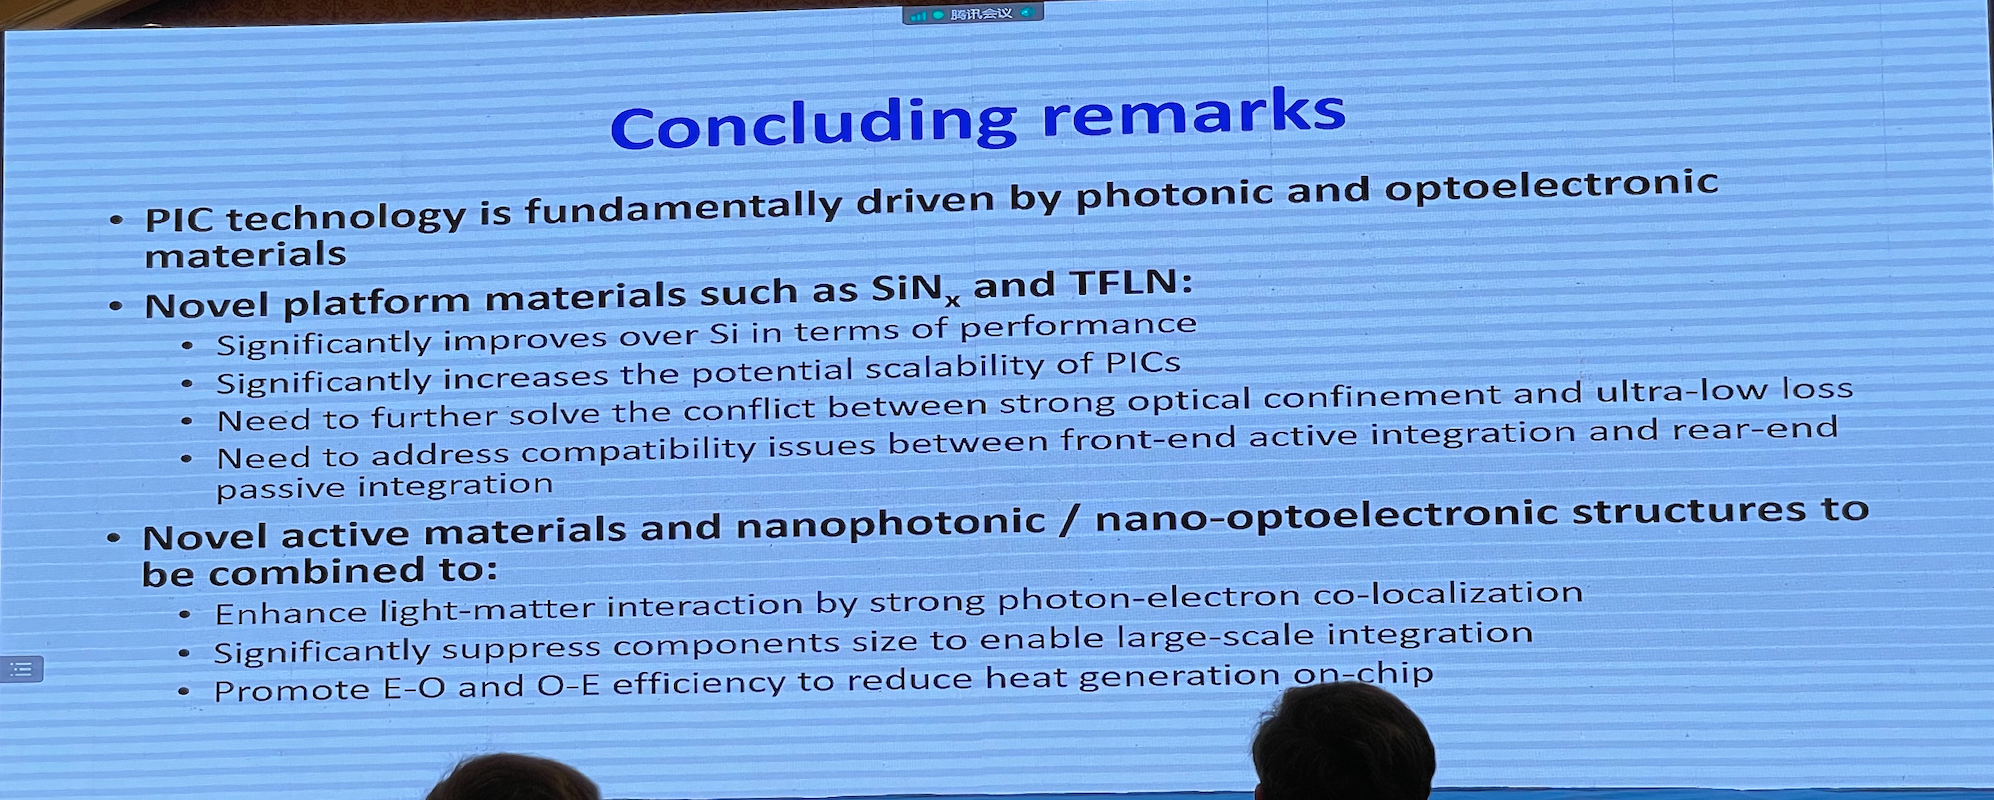 腾讯会议
Concluding remarks
• PIC technology is fundamentally driven by photonic and optoelectronic
materials
• Novel platform materials such as SiNx and TFLN:
• Significantly improves over Si in terms of performance
• Significantly increases the potential scalability of PICs
• Need to further solve the conflict between strong optical confinement and ultra-low loss
• Need to address compatibility issues between front-end active integration and rear-end
passive integration
• Novel active materials and nanophotonic / nano-optoelectronic structures to
be combined to:
• Enhance light-matter interaction by strong photon-electron co-localization
• Significantly suppress components size to enable large-scale integration
• Promote E-O and O-E efficiency to reduce heat generation on-chip